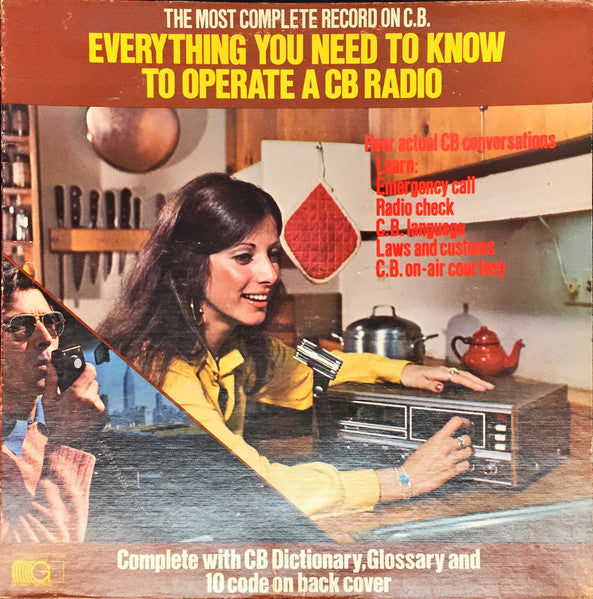 THE MOST COMPLETE RECORD ON C.B.
EVERYTHING YOU NEED TO KNOW
TO OPERATE A CB RADIO
Hear actual CB conversations
Learn:
Emergency call
Radio check
C.B. language
Laws and customs
C.B. on-air courtesy
Complete with CB Dictionary, Glossary and
10 code on back cover